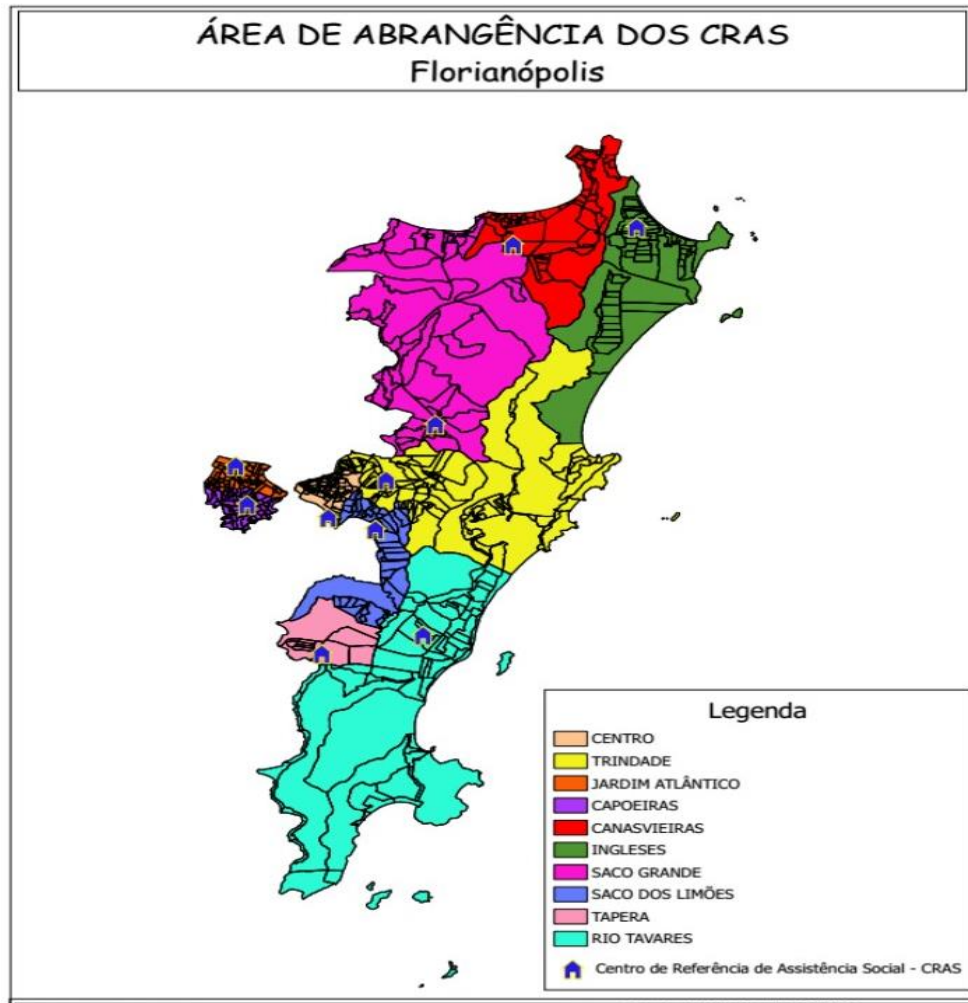 ÁREA DE ABRANGÊNCIA DOS CRAS
Florianópolis
Legenda
CENTRO
TRINDADE
JARDIM ATLÂNTICO
CAPOEIRAS
CANASVIEIRAS
INGLESES
SACO GRANDE
SACO DOS LIMÕES
TAPERA
RIO TAVARES
Centro de Referência de Assistência Social - CRAS